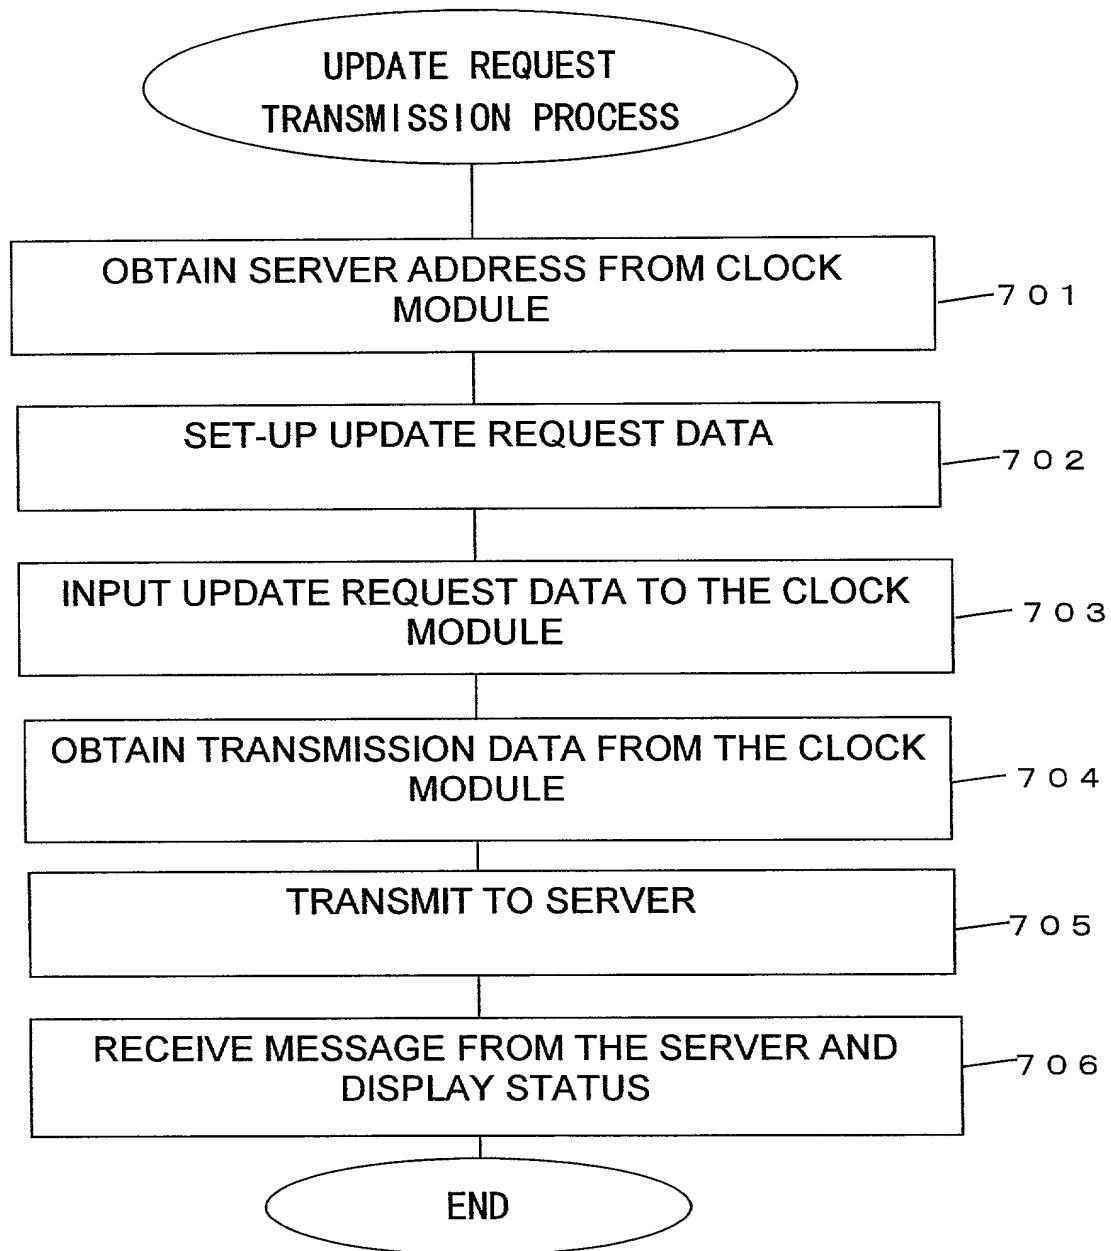 UPDATE REQUEST
TRANSMISSION PROCESS
OBTAIN SERVER ADDRESS FROM CLOCK
MODULE
701
SET-UP UPDATE REQUEST DATA
702
INPUT UPDATE REQUEST DATA TO THE CLOCK
MODULE
703
OBTAIN TRANSMISSION DATA FROM THE CLOCK
MODULE
704
TRANSMIT TO SERVER
705
RECEIVE MESSAGE FROM THE SERVER AND
DISPLAY STATUS
706
END